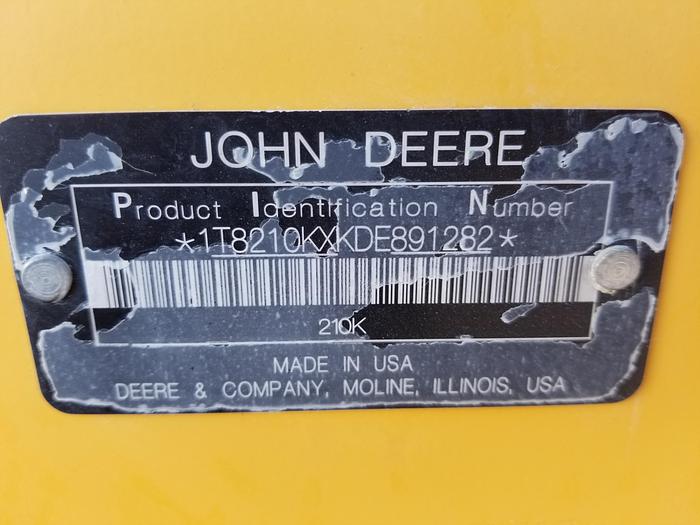 JOHN DEERE
Product Identification Number
*1T8210KXKDE891282*
210K
MADE IN USA
DEERE & COMPANY, MOLINE, ILLINOIS, USA